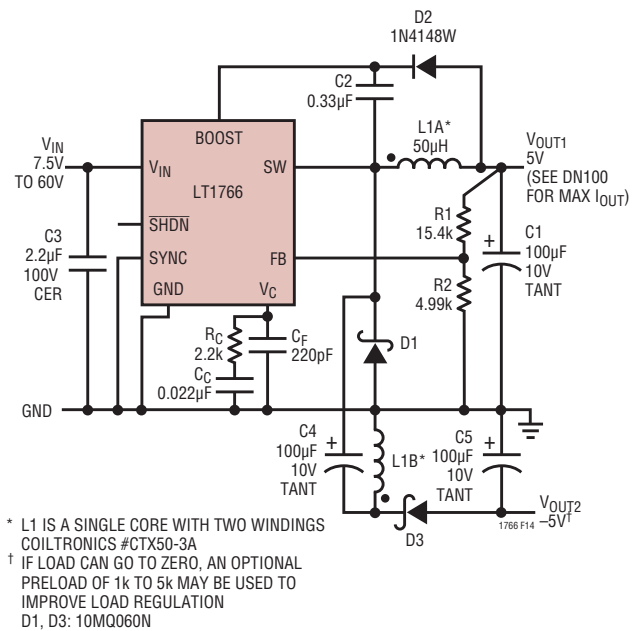 D2
1N4148W
C2
0.33µF
L1A*
50µH
BOOST
VIN
7.5V
TO 60V
VIN
SW
LT1766
VOUT1
5V
(SEE DN100
FOR MAX IOUT)
R1
15.4k
C1
100µF
10V
TANT
+
SHDN
C3
2.2µF
100V
CER
SYNC
FB
GND
VC
R2
4.99k
RC
2.2k
CF
220pF
D1
CC
0.022µF
GND
C4
100µF
10V
TANT
+
L1B*
C5
100µF
10V
TANT
+
VOUT2
–5V†
D3
1766 F14
* L1 IS A SINGLE CORE WITH TWO WINDINGS
COILTRONICS #CTX50-3A
† IF LOAD CAN GO TO ZERO, AN OPTIONAL
PRELOAD OF 1k TO 5k MAY BE USED TO
IMPROVE LOAD REGULATION
D1, D3: 10MQ060N